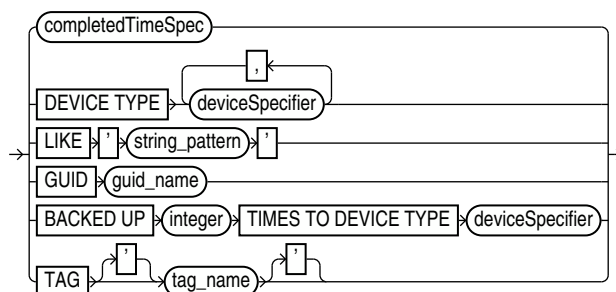 completedTimeSpec
,
DEVICE TYPE deviceSpecifier
LIKE ' string_pattern '
GUID guid_name
BACKED UP integer TIMES TO DEVICE TYPE deviceSpecifier
' '
TAG tag_name